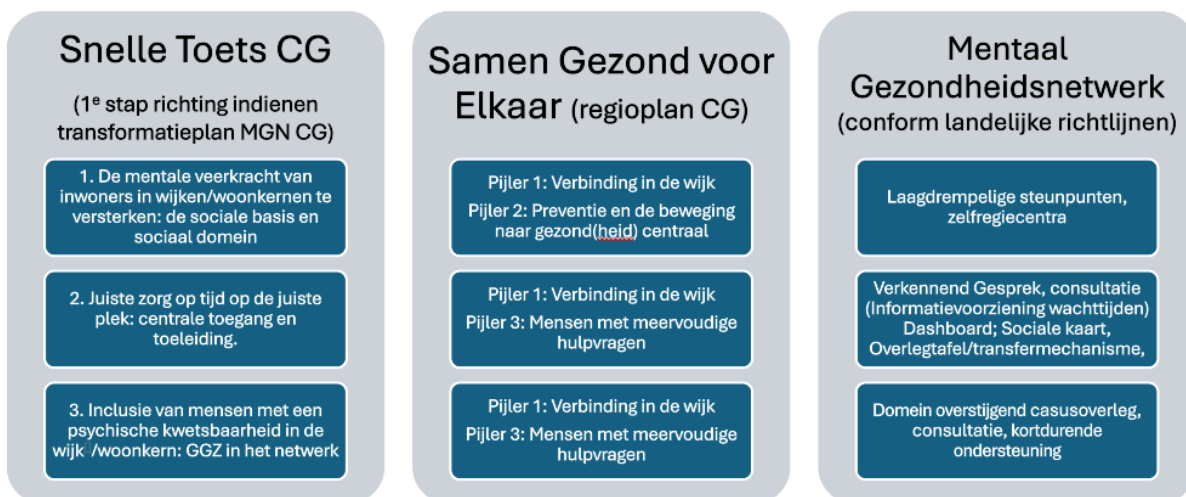 Snelle Toets CG
(1e stap richting indienen
transformatieplan MGN CG)
1. De mentale veerkracht van
inwoners in wijken/woonkernen te
versterken: de sociale basis en
sociaal domein
2. Juiste zorg op tijd op de juiste
plek: centrale toegang en
toeleiding.
3. Inclusie van mensen met een
psychische kwetsbaarheid in de
wijk /woonkern: GGZ in het netwerk
Samen Gezond voor
Elkaar (regioplan CG)
Pijler 1: Verbinding in de wijk
Pijler 2: Preventie en de beweging
naar gezond(heid) centraal
Pijler 1: Verbinding in de wijk
Pijler 3: Mensen met meervoudige
hulpvragen
Pijler 1: Verbinding in de wijk
Pijler 3: Mensen met meervoudige
hulpvragen
Mentaal
Gezondheidsnetwerk
(conform landelijke richtlijnen)
Laagdrempelige steunpunten,
zelfregiecentra
Verkennend Gesprek, consultatie
(Informatievoorziening wachttijden)
Dashboard; Sociale kaart,
Overlegtafel/transfermechanisme,
Domein overstijgend casusoverleg,
consultatie, kortdurende
ondersteuning